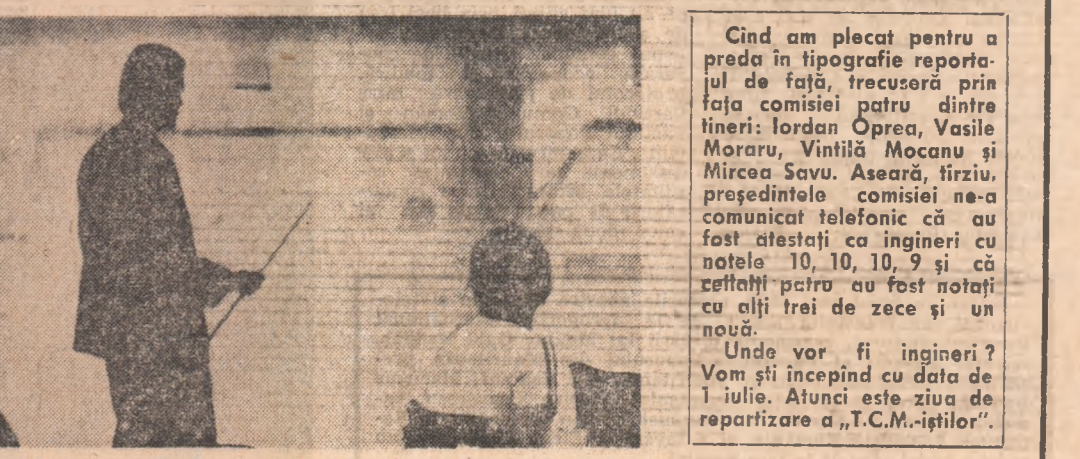 Cînd am plecat pentru a
preda în tipografie reporta-
jul de față, trecuseră prin
fața comisiei patru dintre
tineri: Iordan Oprea, Vasile
Moraru, Vintilă Mocanu și
Mircea Savu. Aseară, tîrziu,
președintele comisiei ne-a
comunicat telefonic că au
fost atestați ca ingineri cu
notele 10, 10, 10, 9 și că
ceilalți patru au fost notați
cu alți trei de zece și un
nouă.
Unde vor fi ingineri ?
Vom ști începînd cu data de
1 iulie. Atunci este ziua de
repartizare a „T.C.M.-iștilor".